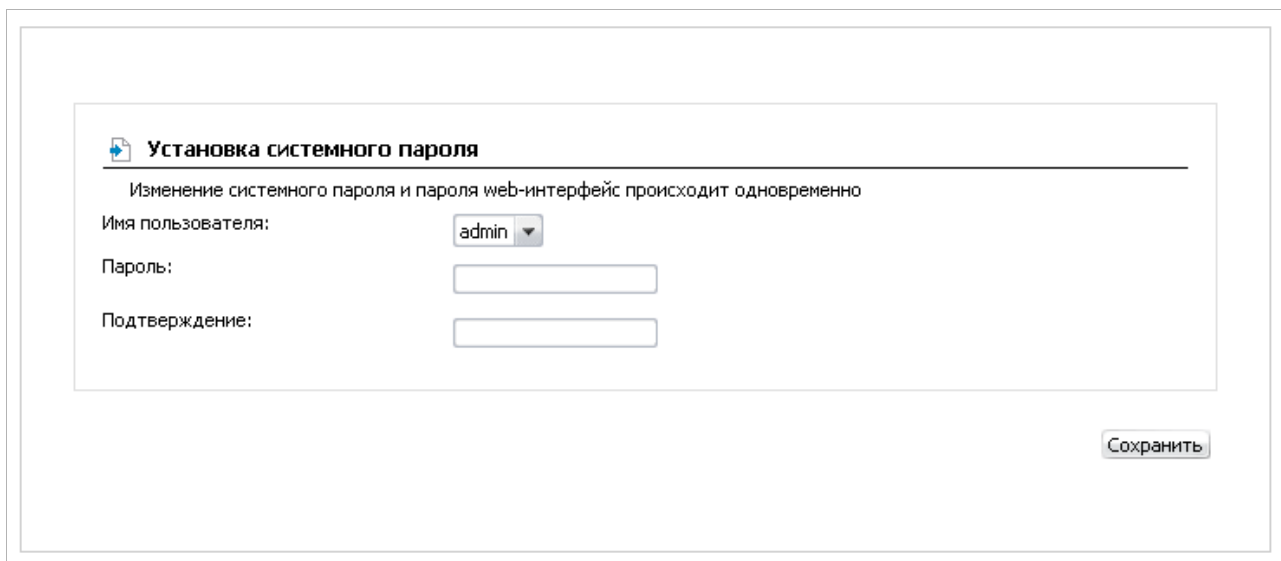 Установка системного пароля
Изменение системного пароля и пароля web-интерфейс происходит одновременно
Имя пользователя:
admin
Пароль:
Подтверждение:
Сохранить